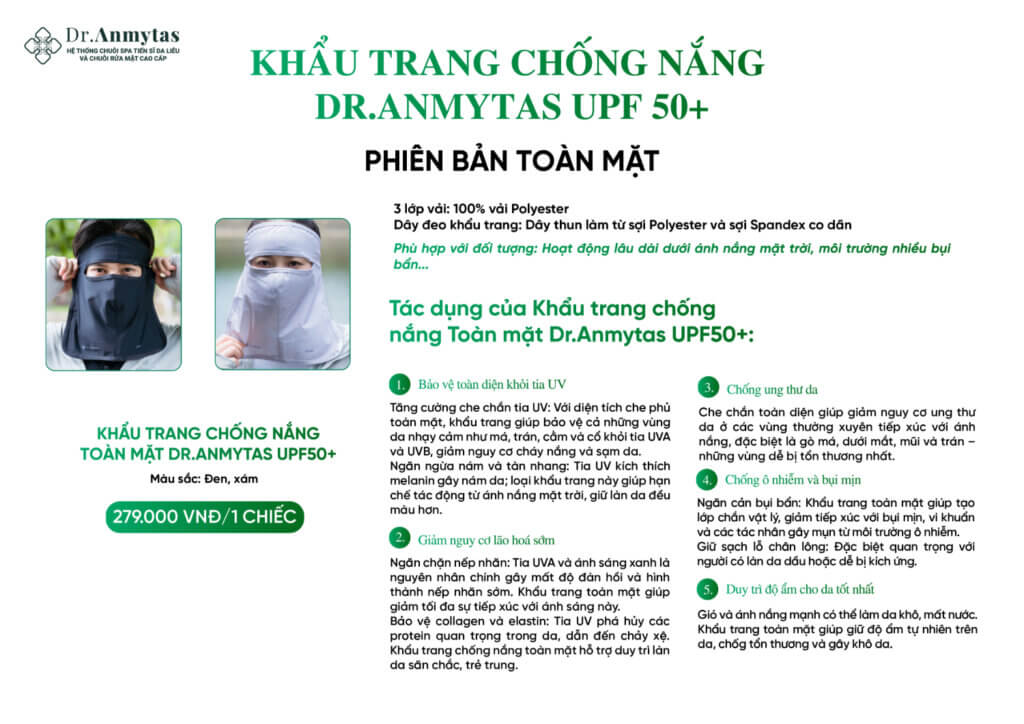 Dr.Anmytas
HỆ THỐNG CHUỖI SPA TIẾN SĨ DA LIỄU
VÀ CHUỖI RỬA MẶT CAO CẤP
KHẨU TRANG CHỐNG NẮNG
DR.ANMYTAS UPF 50+
PHIÊN BẢN TOÀN MẶT
3 lớp vải: 100% vải Polyester
Dây đeo khẩu trang: Dây thun làm từ sợi Polyester và sợi Spandex co dãn
Phù hợp với đối tượng: Hoạt động lâu dài dưới ánh nắng mặt trời, môi trường nhiều bụi
bẩn...
Tác dụng của Khẩu trang chống
nắng Toàn mặt Dr.Anmytas UPF50+:
KHẨU TRANG CHỐNG NẮNG
TOÀN MẶT DR.ANMYTAS UPF50+
Màu sắc: Đen, xám
279.000 VNĐ/1 CHIẾC
1. Bảo vệ toàn diện khỏi tia UV
Tăng cường che chắn tia UV: Với diện tích che phủ
toàn mặt, khẩu trang giúp bảo vệ cả những vùng
da nhạy cảm như má, trán, cằm và cổ khỏi tia UVA
và UVB, giảm nguy cơ cháy nắng và sạm da.
Ngăn ngừa nám và tàn nhang: Tia UV kích thích
melanin gây nám da; loại khẩu trang này giúp hạn
chế tác động từ ánh nắng mặt trời, giữ làn da đều
màu hơn.
2. Giảm nguy cơ lão hoá sớm
Ngăn chặn nếp nhăn: Tia UVA và ánh sáng xanh là
nguyên nhân chính gây mất độ đàn hồi và hình
thành nếp nhăn sớm. Khẩu trang toàn mặt giúp
giảm tối đa sự tiếp xúc với ánh sáng này.
Bảo vệ collagen và elastin: Tia UV phá hủy các
protein quan trọng trong da, dẫn đến chảy xệ.
Khẩu trang chống nắng toàn mặt hỗ trợ duy trì làn
da săn chắc, trẻ trung.
3. Chống ung thư da
Che chắn toàn diện giúp giảm nguy cơ ung thư
da ở các vùng thường xuyên tiếp xúc với ánh
nắng, đặc biệt là gò má, dưới mắt, mũi và trán –
những vùng dễ bị tổn thương nhất.
4. Chống ô nhiễm và bụi mịn
Ngăn cản bụi bẩn: Khẩu trang toàn mặt giúp tạo
lớp chắn vật lý, giảm tiếp xúc với bụi mịn, vi khuẩn
và các tác nhân gây mụn từ môi trường ô nhiễm.
Giữ sạch lỗ chân lông: Đặc biệt quan trọng với
người có làn da dầu hoặc dễ bị kích ứng.
5. Duy trì độ ẩm cho da tốt nhất
Gió và ánh nắng mạnh có thể làm da khô, mất nước.
Khẩu trang toàn mặt giúp giữ độ ẩm tự nhiên trên
da, chốg tổn thương và gây khô da.